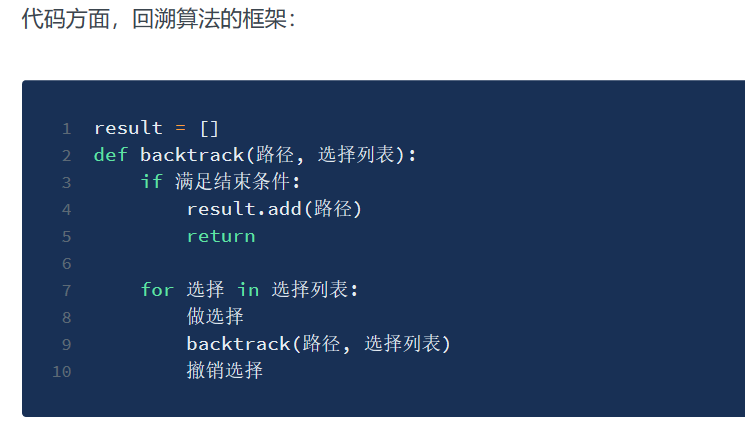 代码方面，回溯算法的框架：
1 result = []
2 def backtrack(路径, 选择列表):
3     if 满足结束条件:
4         result.add(路径)
5         return
6
7     for 选择 in 选择列表:
8         做选择
9         backtrack(路径, 选择列表)
10         撤销选择